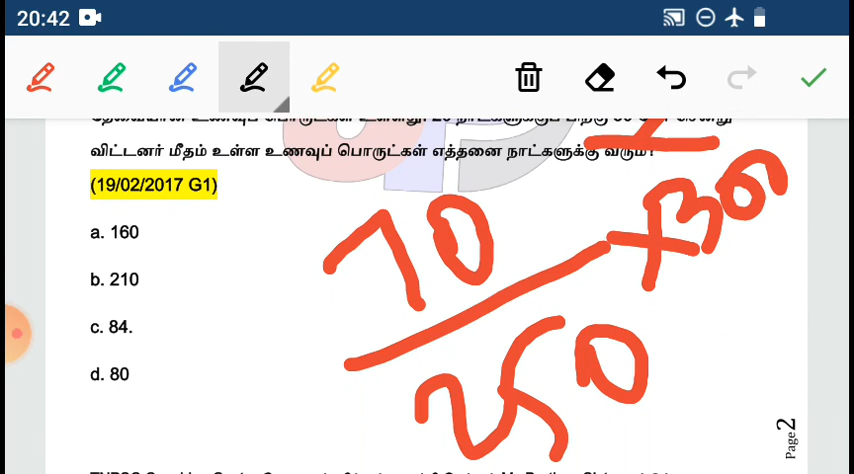 20:42
விட்டனர் மீதம் உள்ள உணவுப் பொருட்கள் எத்தனை நாட்களுக்கு வரும்?
(19/02/2017 G1)
a. 160
b. 210
c. 84.
d. 80
70 × 300
250
Page 2